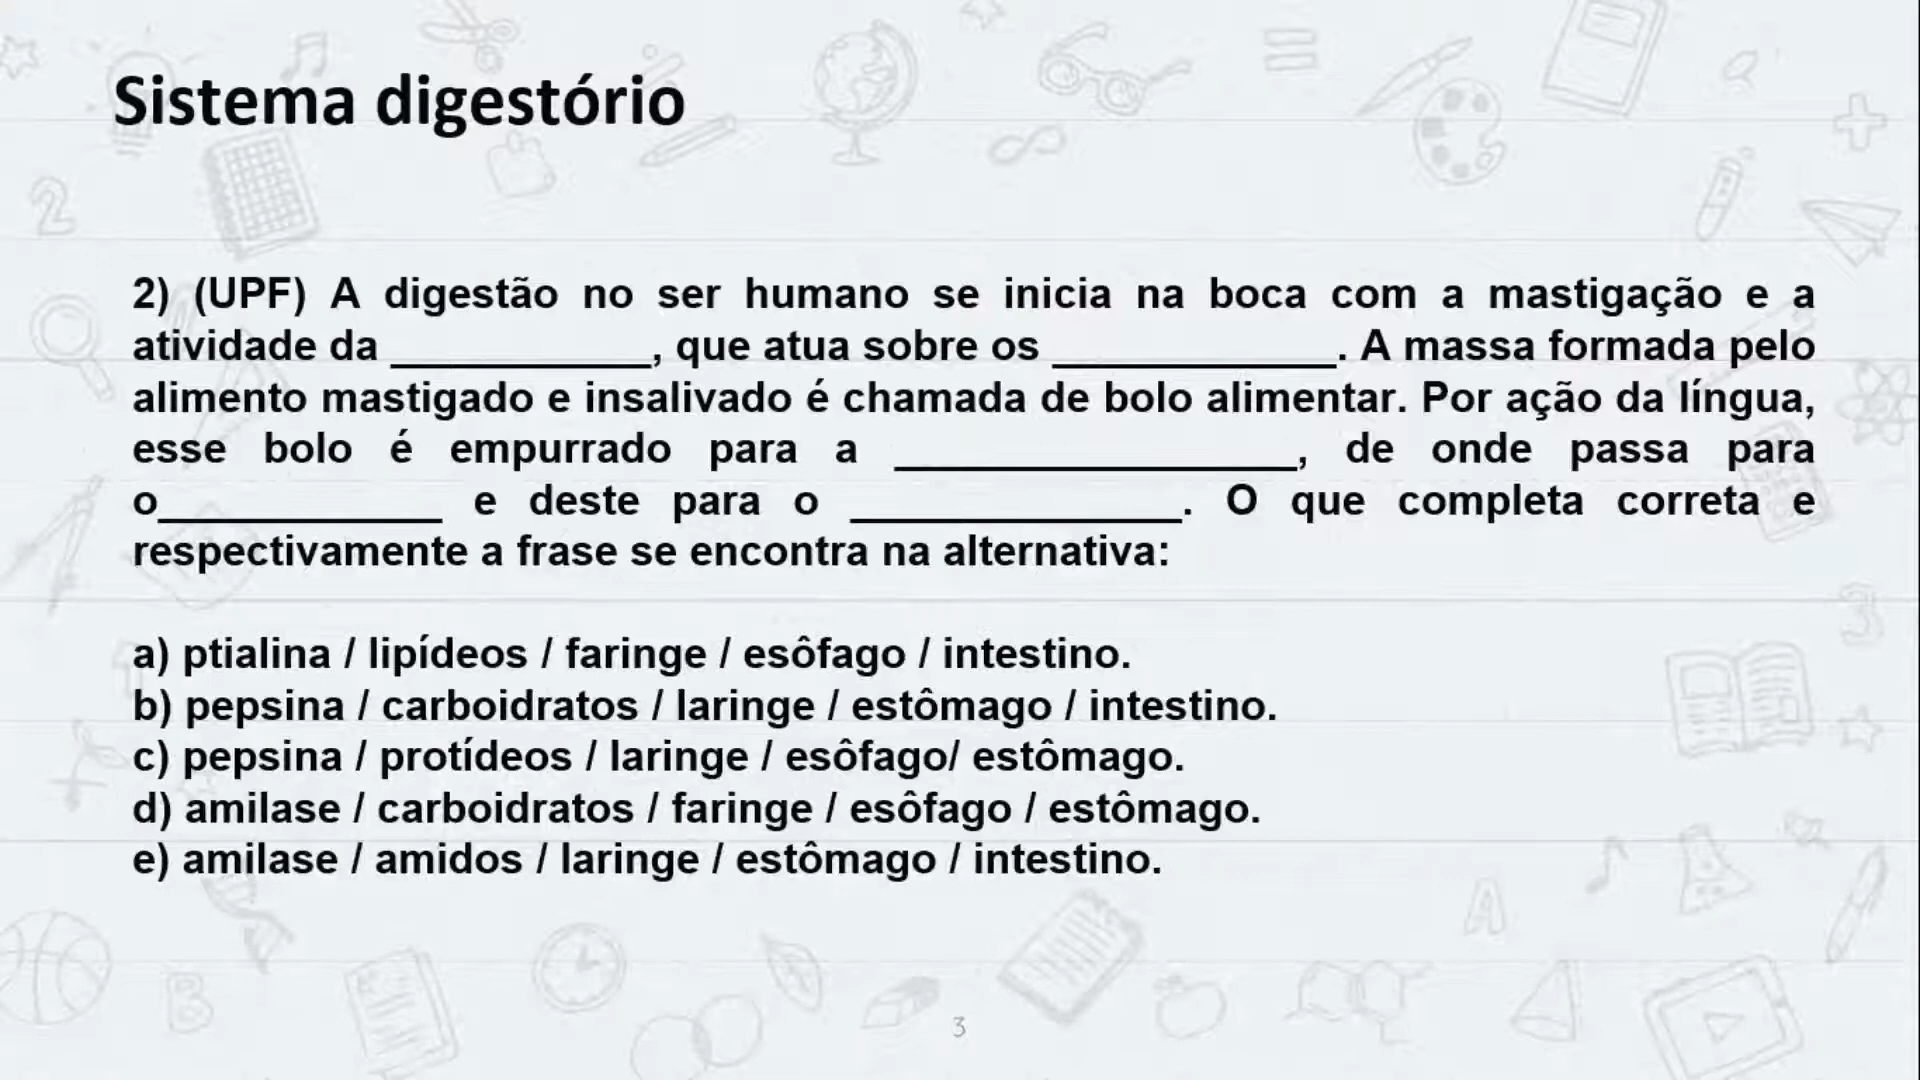 Sistema digestório
2) (UPF) A digestão no ser humano se inicia na boca com a mastigação e a
atividade da ___________, que atua sobre os ____________. A massa formada pelo
alimento mastigado e insalivado é chamada de bolo alimentar. Por ação da língua,
esse bolo é empurrado para a _________________, de onde passa para
o____________ e deste para o ______________. O que completa correta e
respectivamente a frase se encontra na alternativa:
a) ptialina / lipídeos / faringe / esôfago / intestino.
b) pepsina / carboidratos / laringe / estômago / intestino.
c) pepsina / protídeos / laringe / esôfago/ estômago.
d) amilase / carboidratos / faringe / esôfago / estômago.
e) amilase / amidos / laringe / estômago / intestino.
3